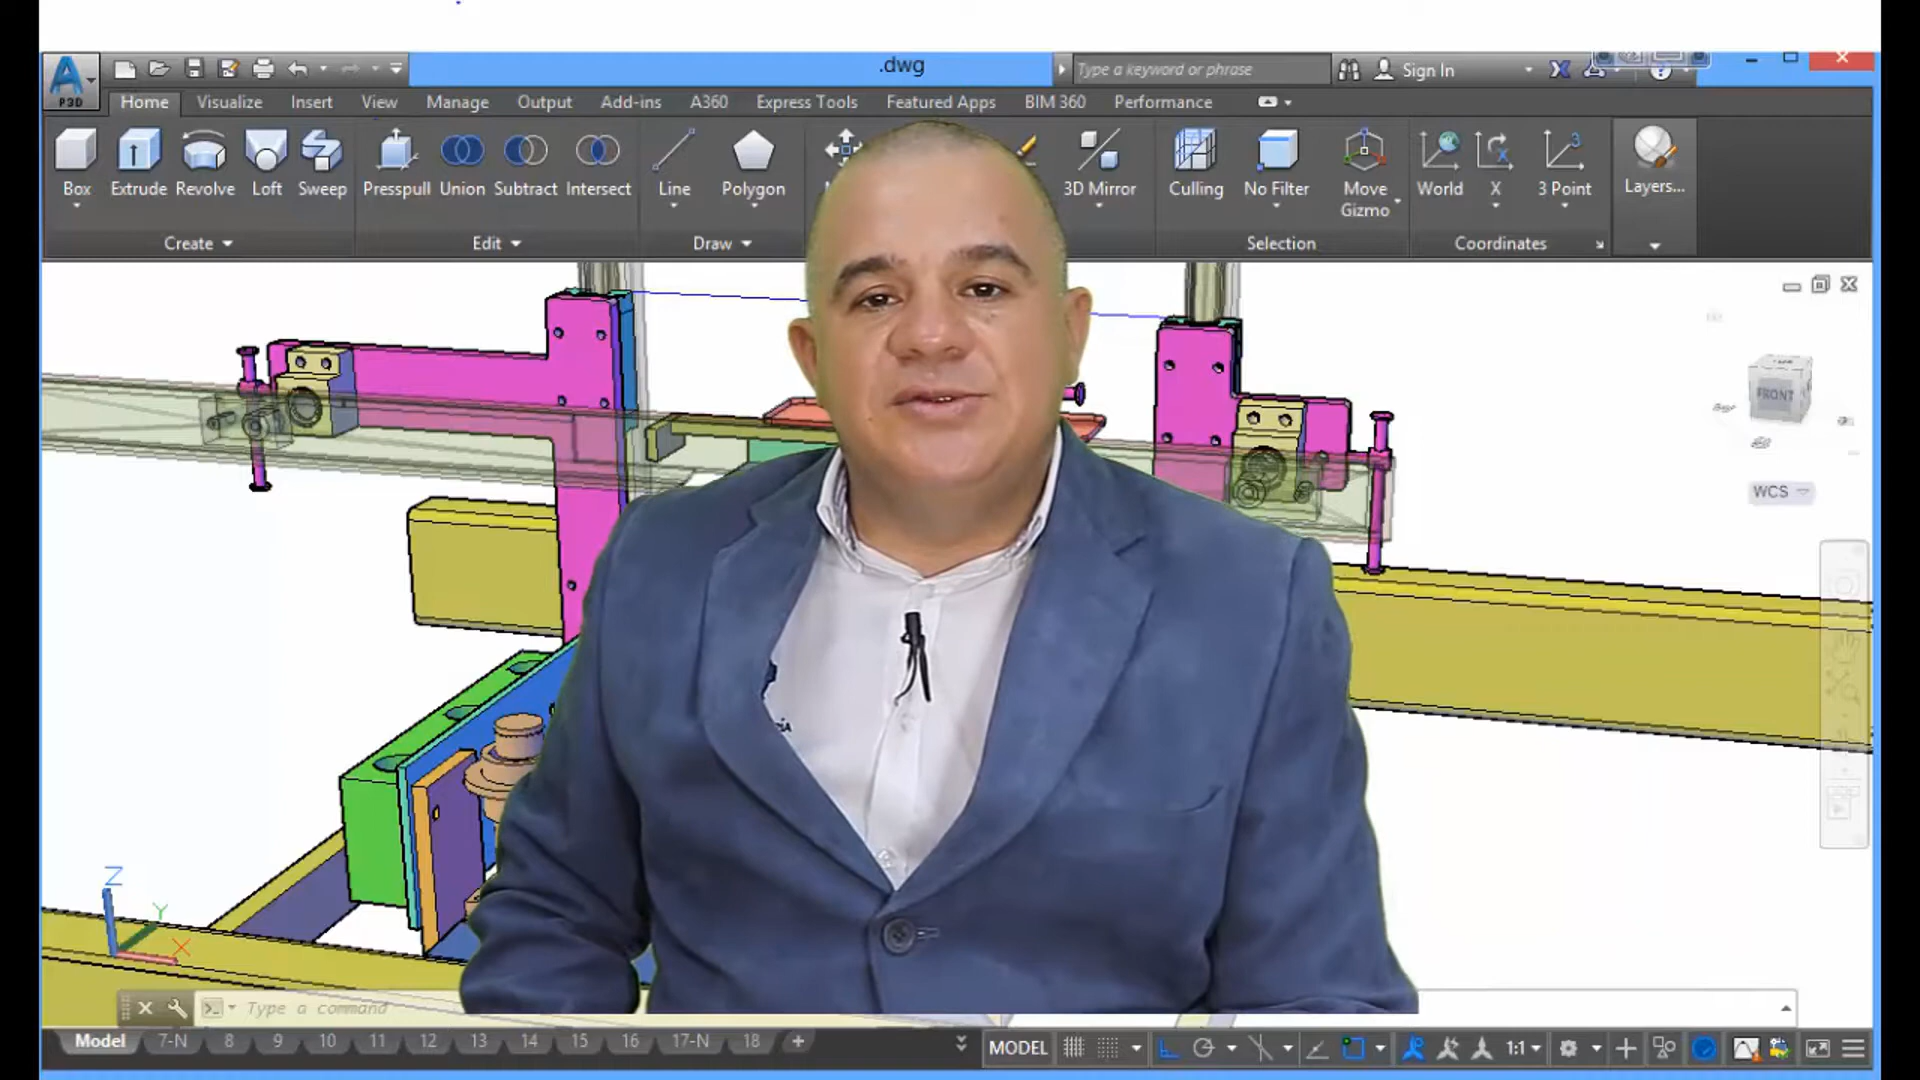 .dwg
Type a keyword or phrase
Sign In
P3D
Home Visualize Insert View Manage Output Add-ins A360 Express Tools Featured Apps BIM 360 Performance
Box Extrude Revolve Loft Sweep Presspull Union Subtract Intersect Line Polygon 3D Mirror Culling No Filter Move Gizmo World X 3 Point Layers...
Create Edit Draw Selection Coordinates
FRONT
WCS
Z
Y
X
Type a command
Model 7-N 8 9 10 11 12 13 14 15 16 17-N 18 +
MODEL 1:1